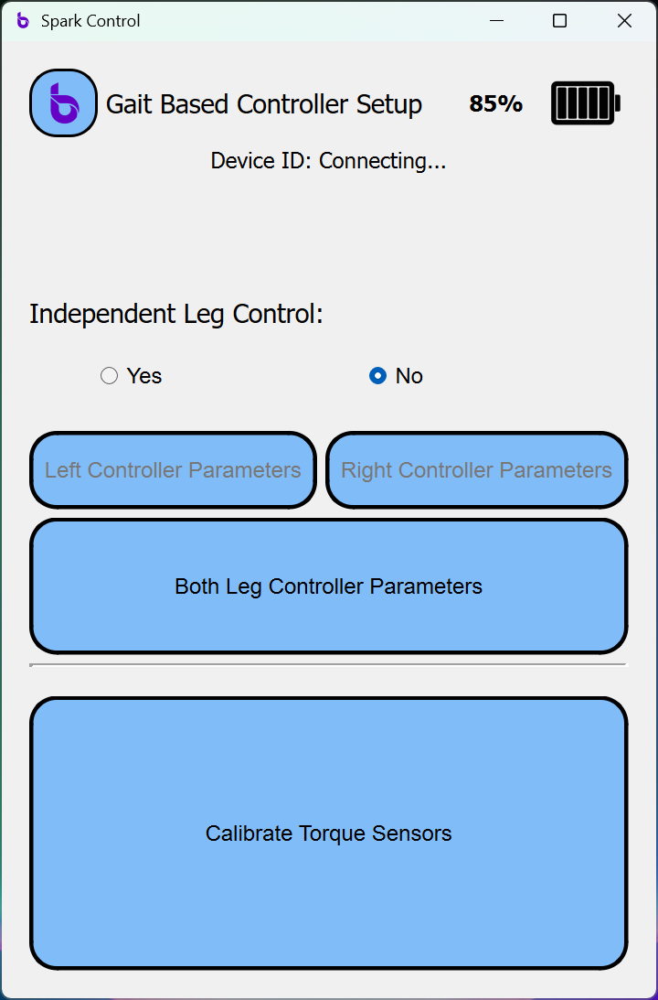 Spark Control
Gait Based Controller Setup 85%
Device ID: Connecting...
Independent Leg Control:
Yes No
Left Controller Parameters Right Controller Parameters
Both Leg Controller Parameters
Calibrate Torque Sensors